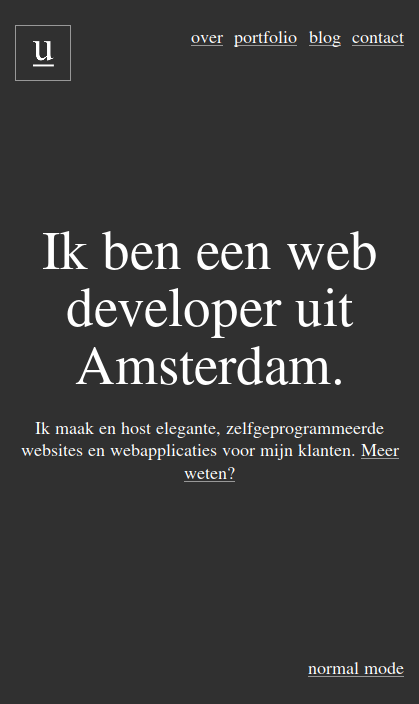 u
over portfolio blog contact
Ik ben een web
developer uit
Amsterdam.
Ik maak en host elegante, zelfgeprogrammeerde
websites en webapplicaties voor mijn klanten. Meer
weten?
normal mode